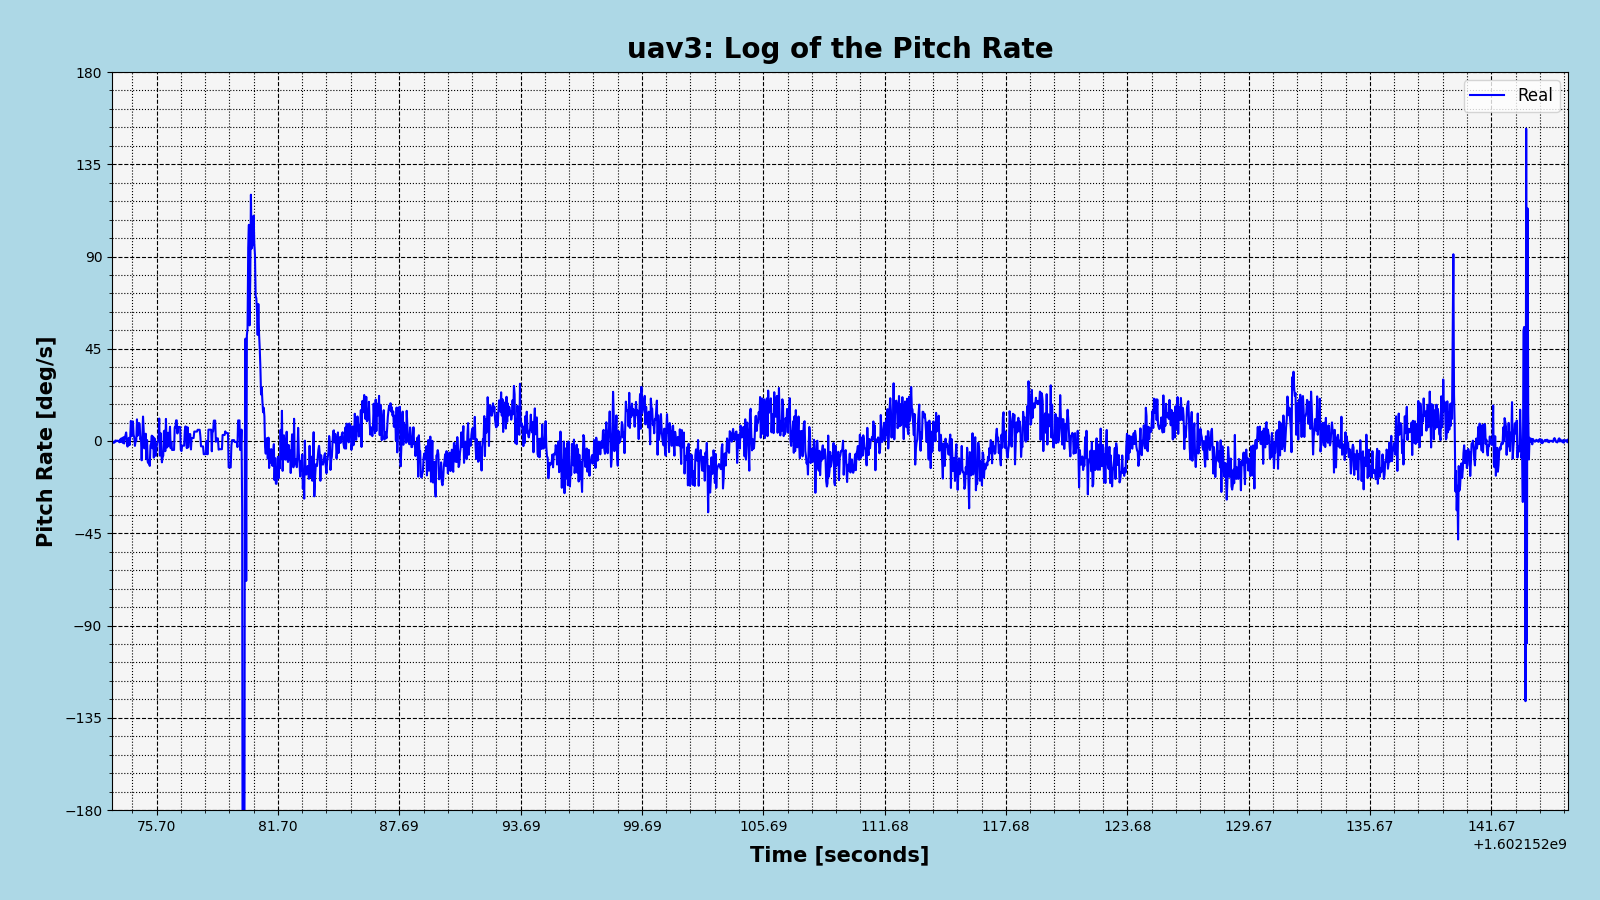 uav3: Log of the Pitch Rate
Real
180
135
90
45
0
−45
−90
−135
−180
Pitch Rate [deg/s]
75.70 81.70 87.69 93.69 99.69 105.69 111.68 117.68 123.68 129.67 135.67 141.67
+1.602152e9
Time [seconds]